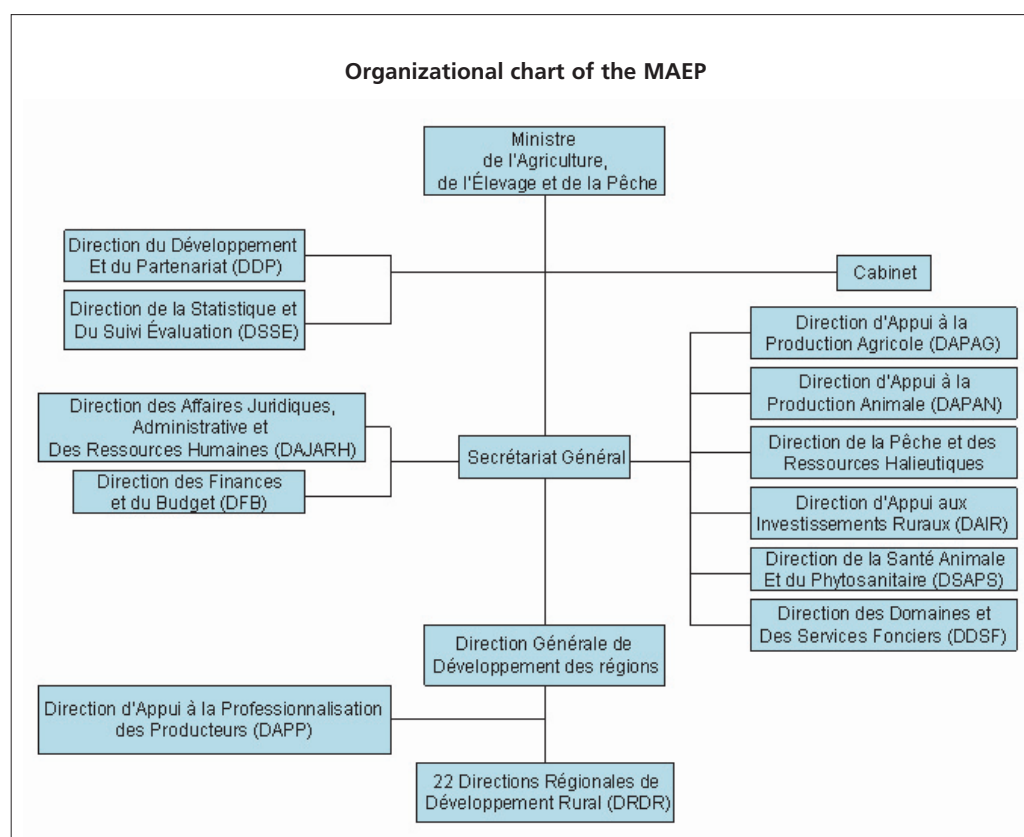 Organizational chart of the MAEP
Ministre
de l'Agriculture,
de l'Élevage et de la Pêche
Direction du Développement
Et du Partenariat (DDP)
Cabinet
Direction de la Statistique et
Du Suivi Évaluation (DSSE)
Direction d'Appui à la
Production Agricole (DAPAG)
Direction d'Appui à la
Production Animale (DAPAN)
Direction des Affaires Juridiques,
Administrative et
Des Ressources Humaines (DAJARH)
Secrétariat Général
Direction de la Pêche et des
Ressources Halieutiques
Direction des Finances
et du Budget (DFB)
Direction d'Appui aux
Investissements Ruraux (DAIR)
Direction de la Santé Animale
Et du Phytosanitaire (DSAPS)
Direction des Domaines et
Des Services Fonciers (DDSF)
Direction Générale de
Développement des régions
Direction d'Appui à la Professionnalisation
des Producteurs (DAPP)
22 Directions Régionales de
Développement Rural (DRDR)